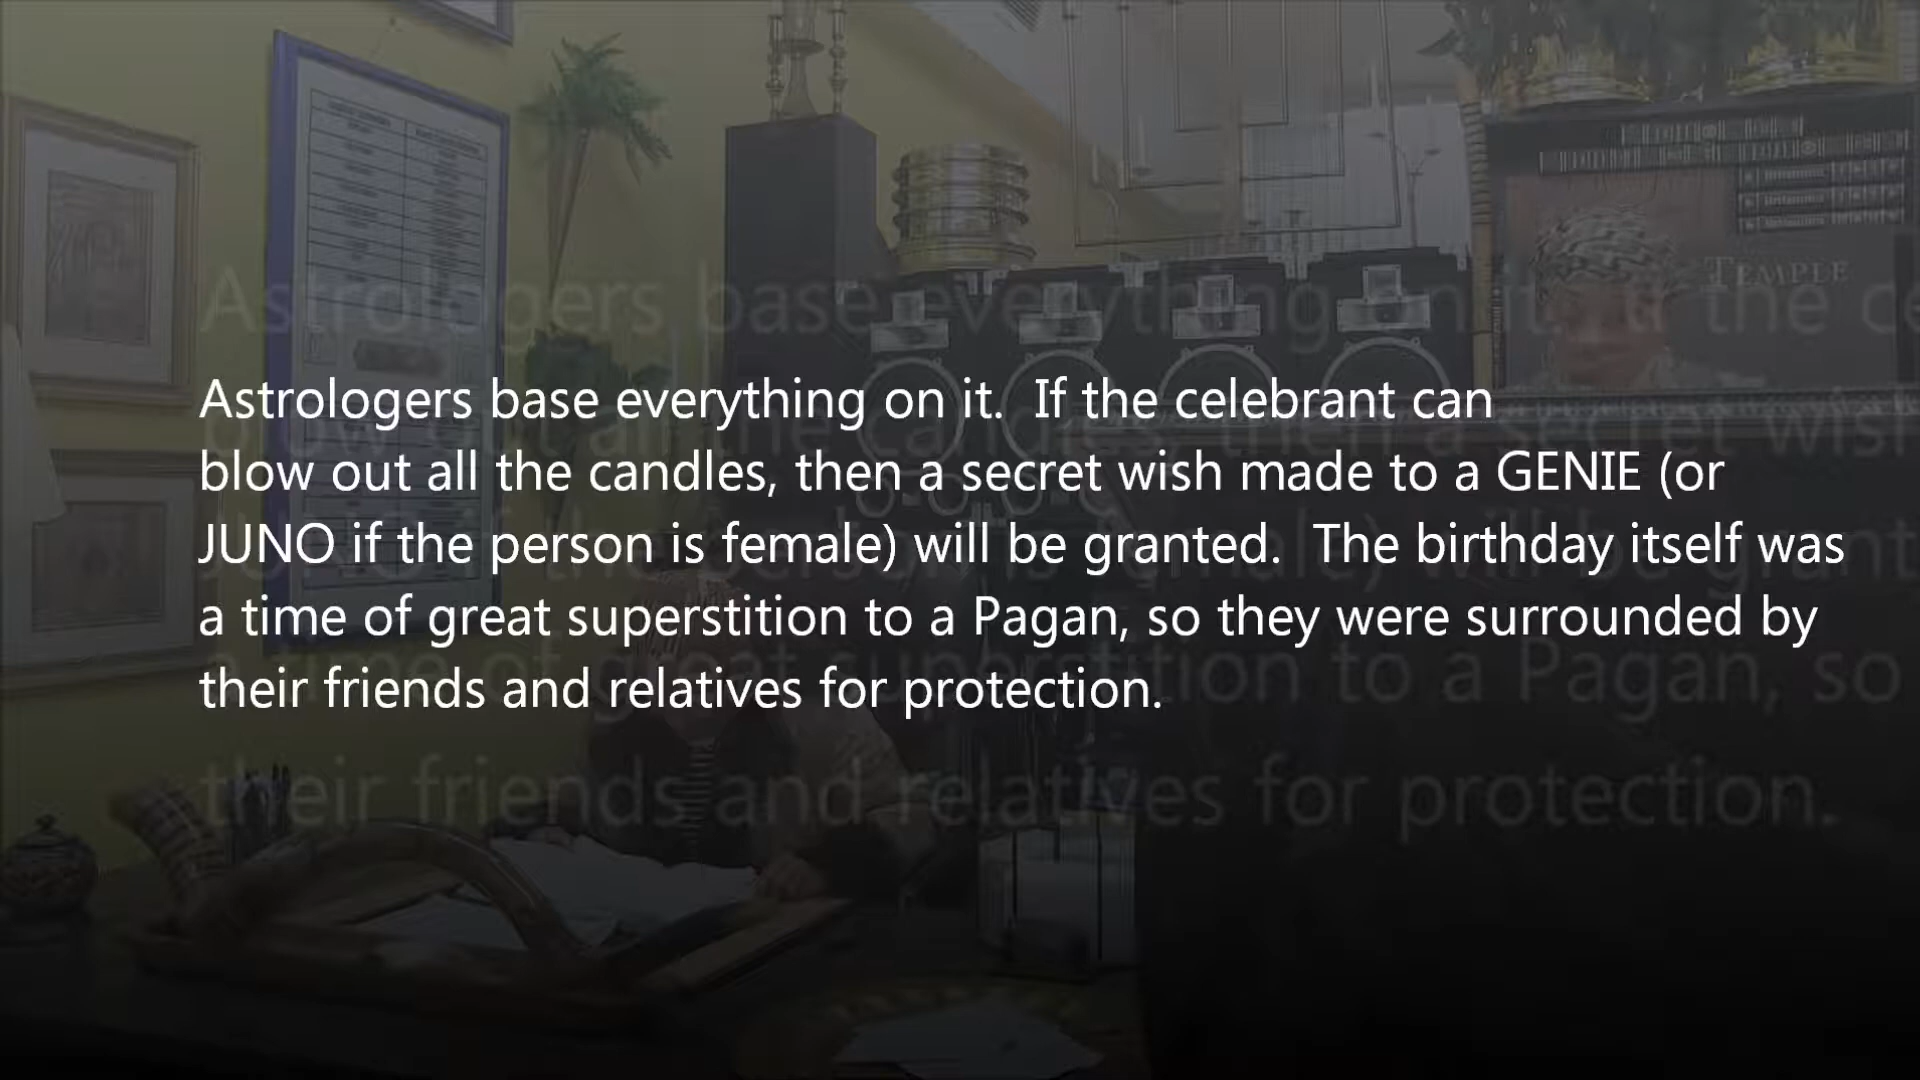 TEMPLE
Astrologers base everything on it.  If the celebrant can
blow out all the candles, then a secret wish made to a GENIE (or
JUNO if the person is female) will be granted.  The birthday itself was
a time of great superstition to a Pagan, so they were surrounded by
their friends and relatives for protection.